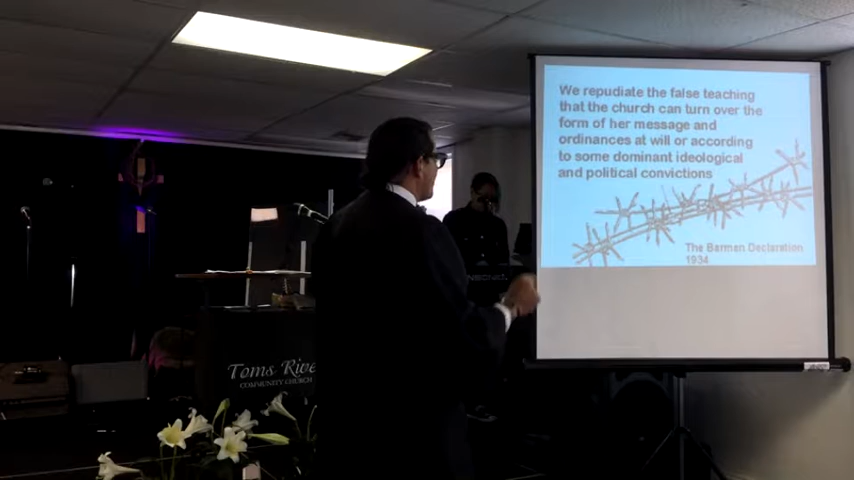 We repudiate the false teaching
that the church can turn over the
form of her message and
ordinances at will or according
to some dominant ideological
and political convictions
The Barmen Declaration
1934
Toms River
COMMUNITY CHURCH